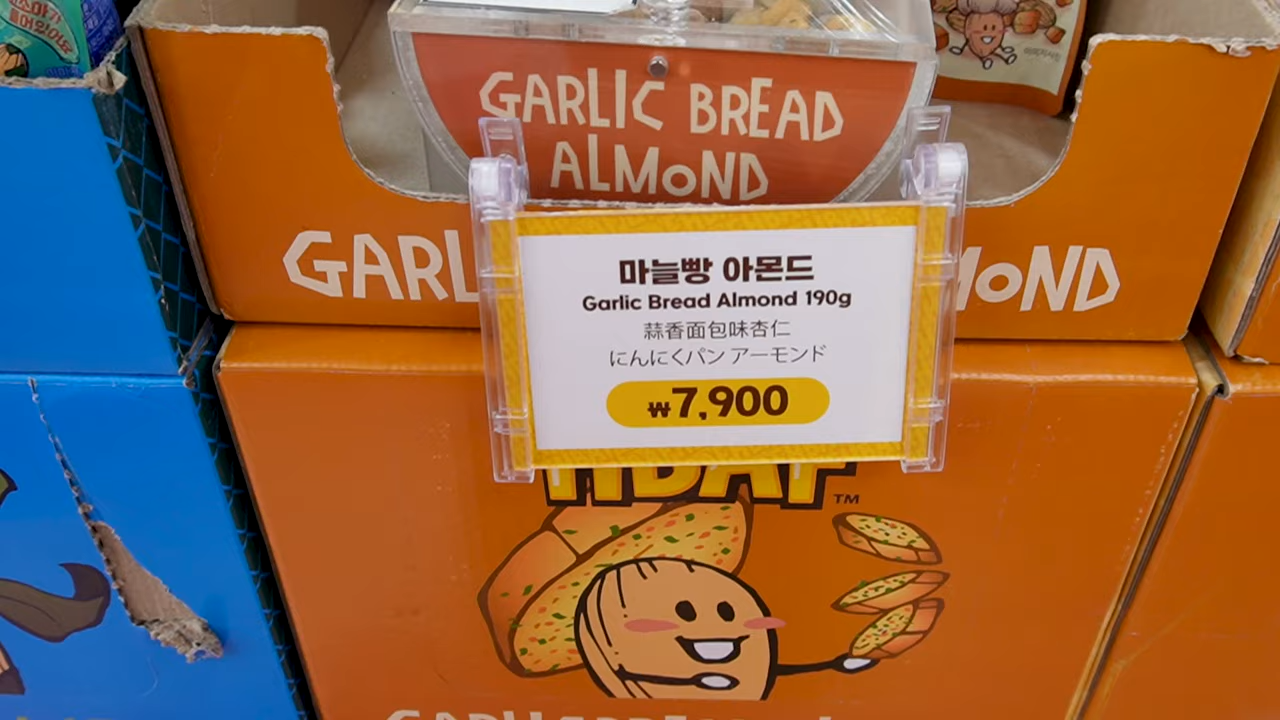 GARLIC BREAD
ALMOND
GARL
MOND
마늘빵 아몬드
Garlic Bread Almond 190g
蒜香面包味杏仁
にんにくパン アーモンド
₩7,900
HBAF™